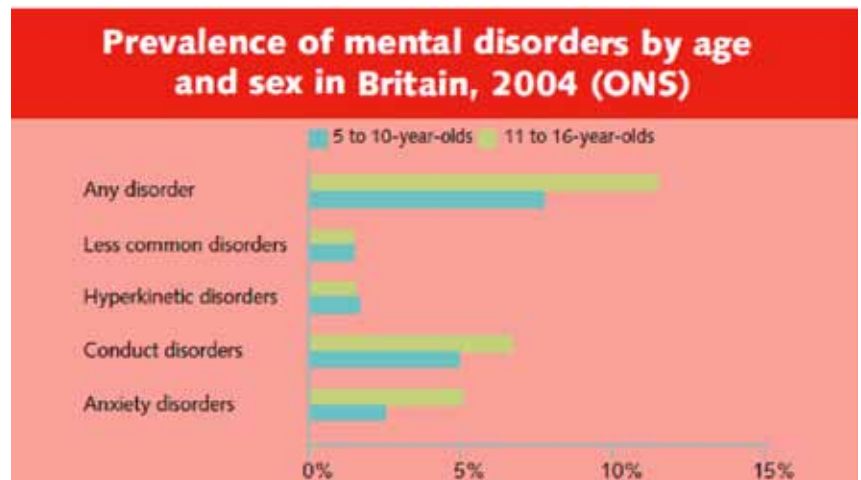 Prevalence of mental disorders by age
and sex in Britain, 2004 (ONS)
5 to 10-year-olds 11 to 16-year-olds
Any disorder
Less common disorders
Hyperkinetic disorders
Conduct disorders
Anxiety disorders
0% 5% 10% 15%